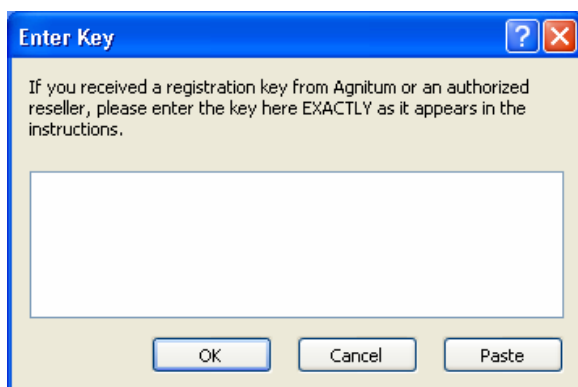 Enter Key
If you received a registration key from Agnitum or an authorized
reseller, please enter the key here EXACTLY as it appears in the
instructions.
OK Cancel Paste